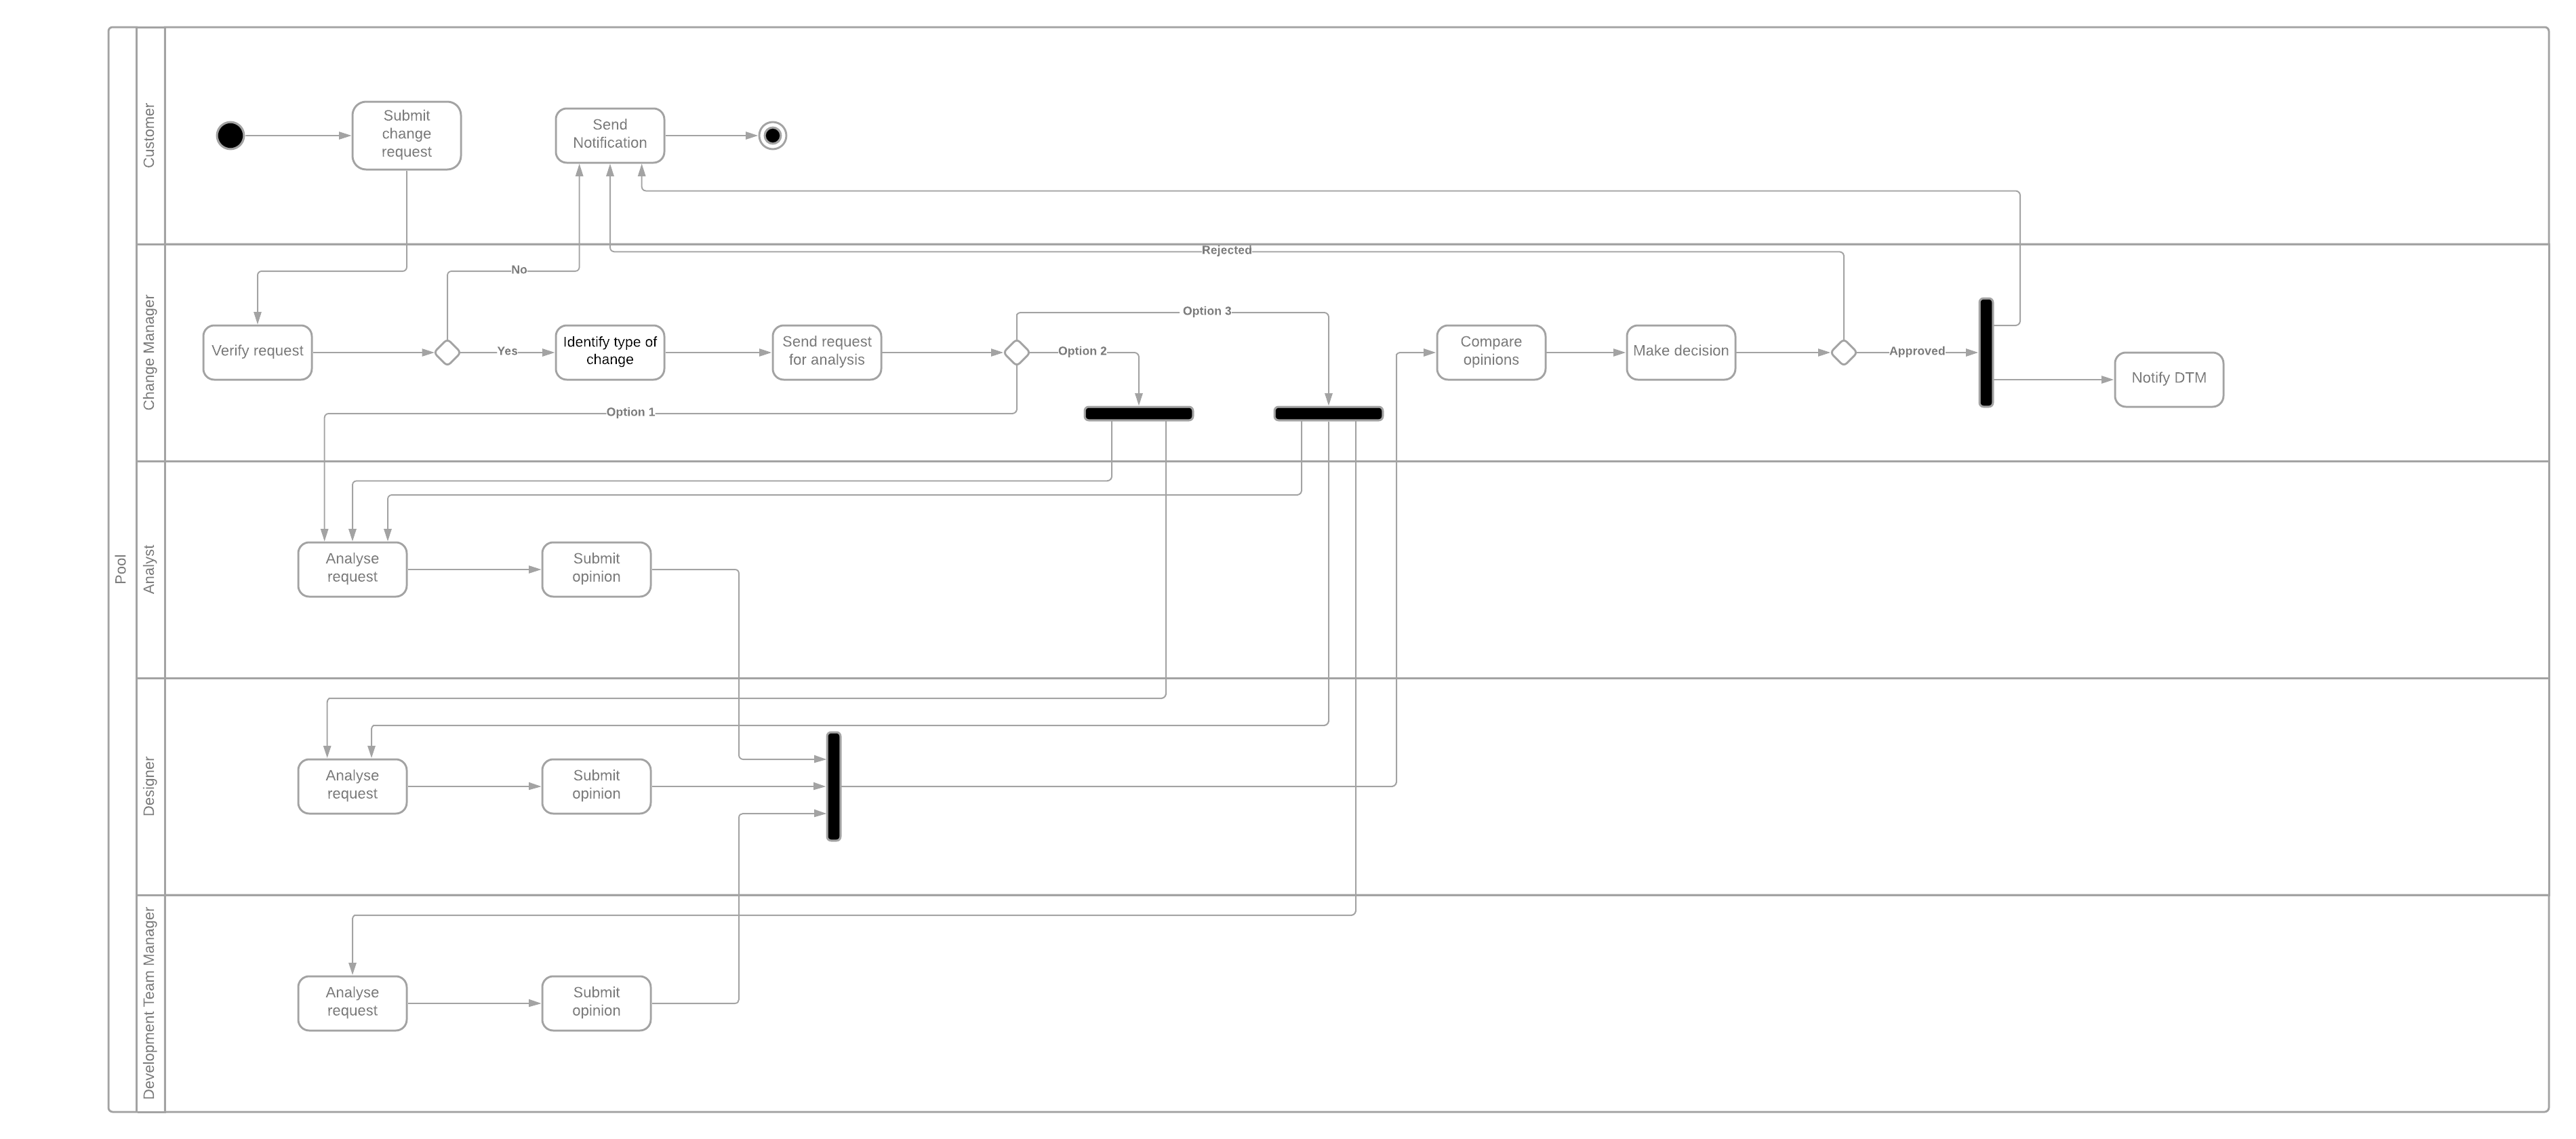 Pool
Customer
Submit
change
request
Send
Notification
Change Manager
Rejected
No
Option 3
Verify request
Yes
Identify type of
change
Send request
for analysis
Option 2
Compare
opinions
Make decision
Approved
Notify DTM
Option 1
Analyst
Analyse
request
Submit
opinion
Designer
Analyse
request
Submit
opinion
Development Team Manager
Analyse
request
Submit
opinion